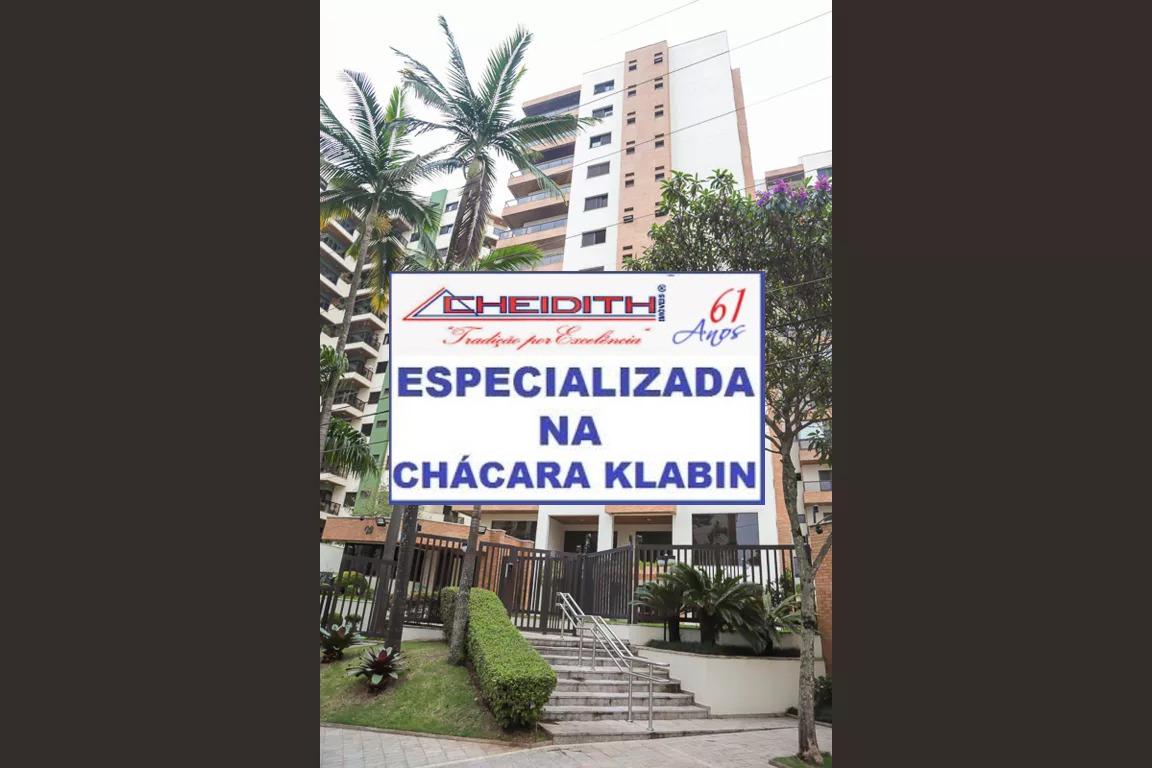 CHEIDITH IMÓVEIS ®
"Tradição por Excelência"
61
Anos
ESPECIALIZADA
NA
CHÁCARA KLABIN